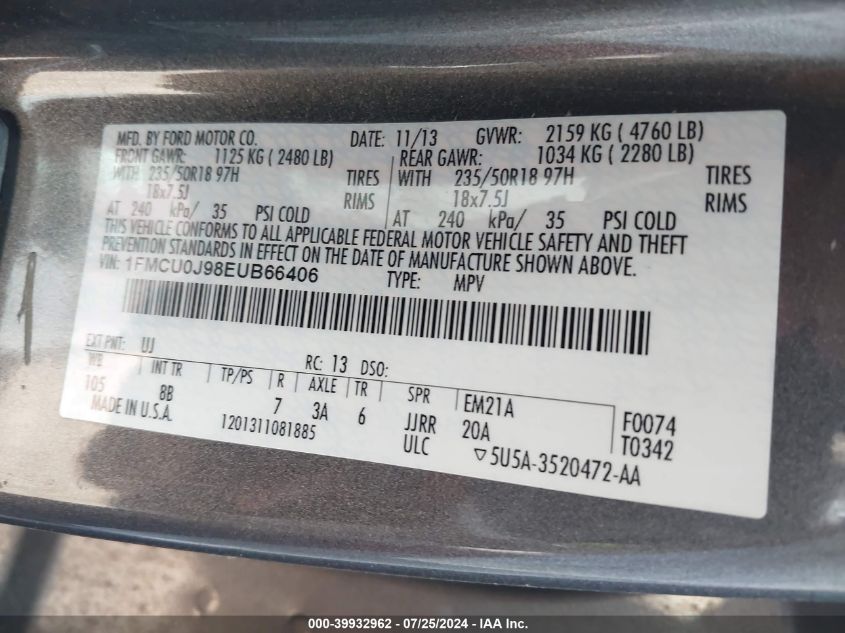 MFD. BY FORD MOTOR CO. DATE: 11/13 GVWR: 2159 KG ( 4760 LB)
FRONT GAWR: 1125 KG ( 2480 LB) REAR GAWR: 1034 KG ( 2280 LB)
WITH 235/50R18 97H TIRES WITH 235/50R18 97H TIRES
18x7.5J RIMS 18x7.5J RIMS
AT 240 kPa/ 35 PSI COLD AT 240 kPa/ 35 PSI COLD
THIS VEHICLE CONFORMS TO ALL APPLICABLE FEDERAL MOTOR VEHICLE SAFETY AND THEFT
PREVENTION STANDARDS IN EFFECT ON THE DATE OF MANUFACTURE SHOWN ABOVE.
VIN: 1FMCU0J98EUB66406 TYPE: MPV
EXT PNT: UJ RC: 13 DSO:
WB INT TR TP/PS R AXLE TR SPR EM21A
105 8B 7 3A 6 JJRR 20A F0074
MADE IN U.S.A. 1201311081885 ULC ▽5U5A-3520472-AA T0342
000-39932962 - 07/25/2024 - IAA Inc.